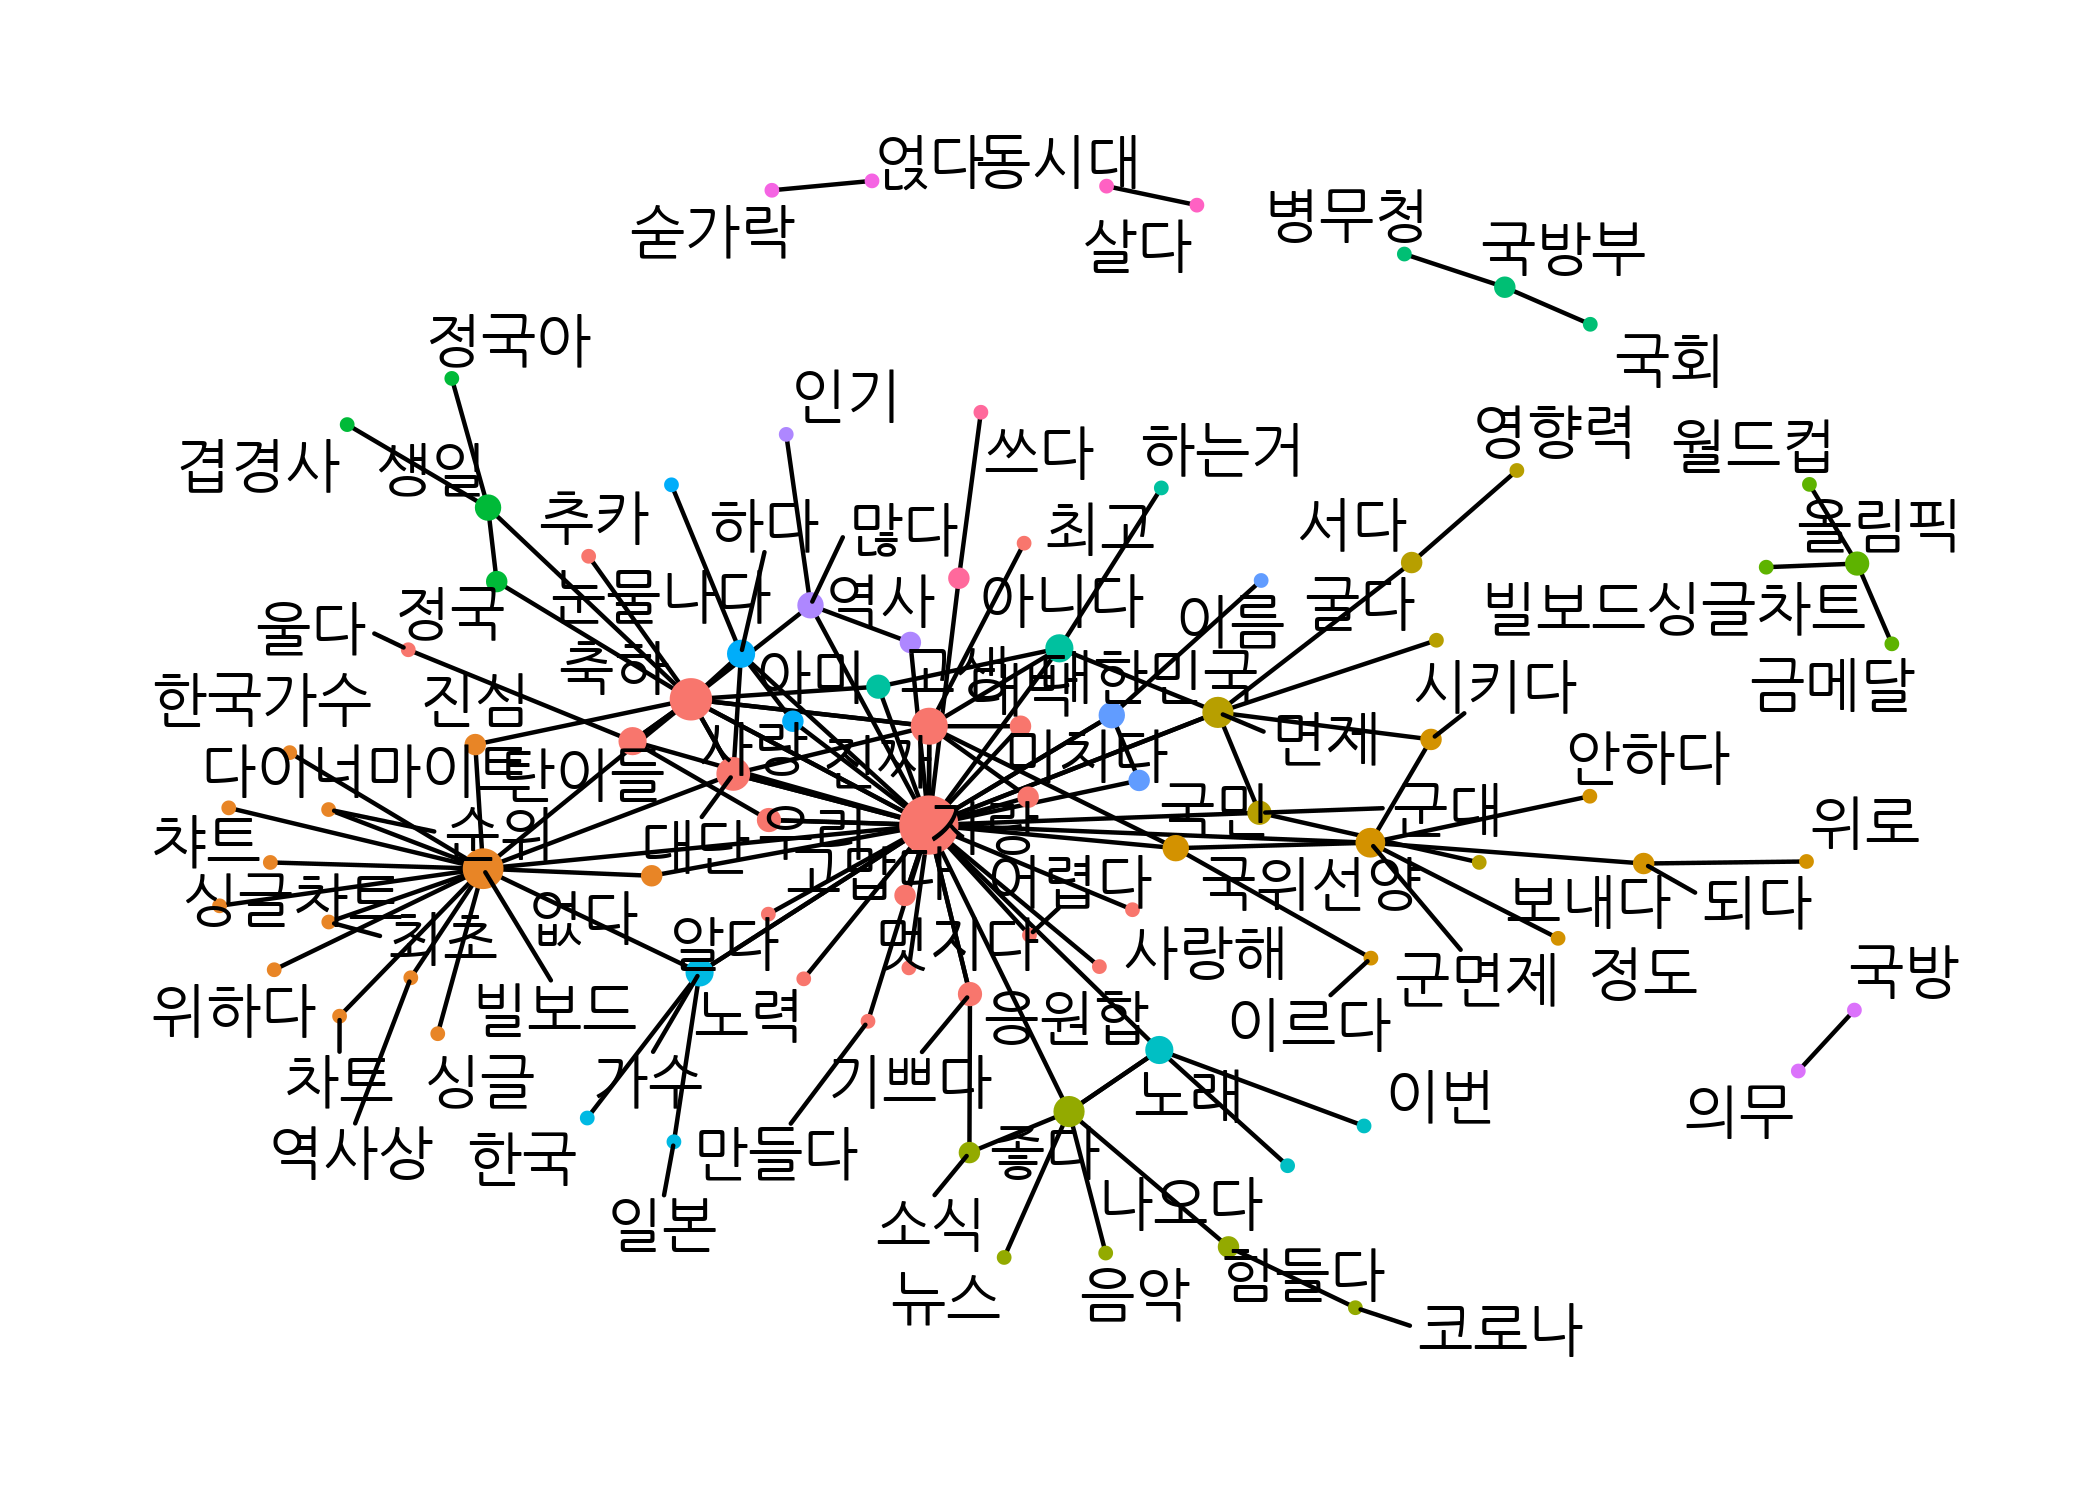 얹다
동시대
숟가락
살다
병무청
국방부
국회
정국아
인기
겹경사
생일
쓰다
하는거
영향력
월드컵
추카
하다
많다
최고
서다
올림픽
울다
정국
눈물나다
역사
아니다
이름
굴다
빌보드싱글차트
축하
아미
고생
대박
대한민국
한국가수
진심
시키다
금메달
다이너마이트
탄이들
사랑
진짜
미치다
면재
안하다
챠트
순위
대단
우리
자랑
국민
군대
위로
싱글차트
최초
없다
고맙다
어렵다
국위선양
보내다
되다
알다
멋지다
사랑해
군면제
정도
국방
위하다
빌보드
노력
응원합
이르다
차트
싱글
가수
기쁘다
노래
이번
의무
역사상
한국
만들다
좋다
일본
소식
나오다
뉴스
음악
힘들다
코로나